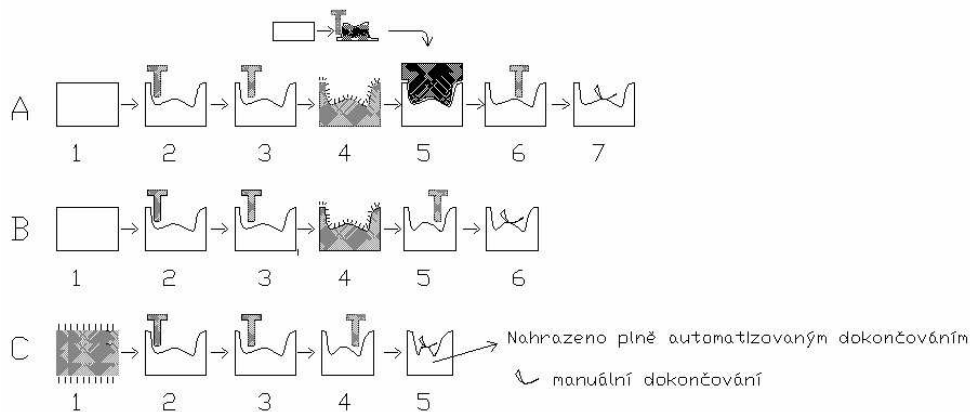 A
1 2 3 4 5 6 7
B
1 2 3 4 5 6
C
Nahrazeno plně automatizovaným dokončováním
manuální dokončování
1 2 3 4 5